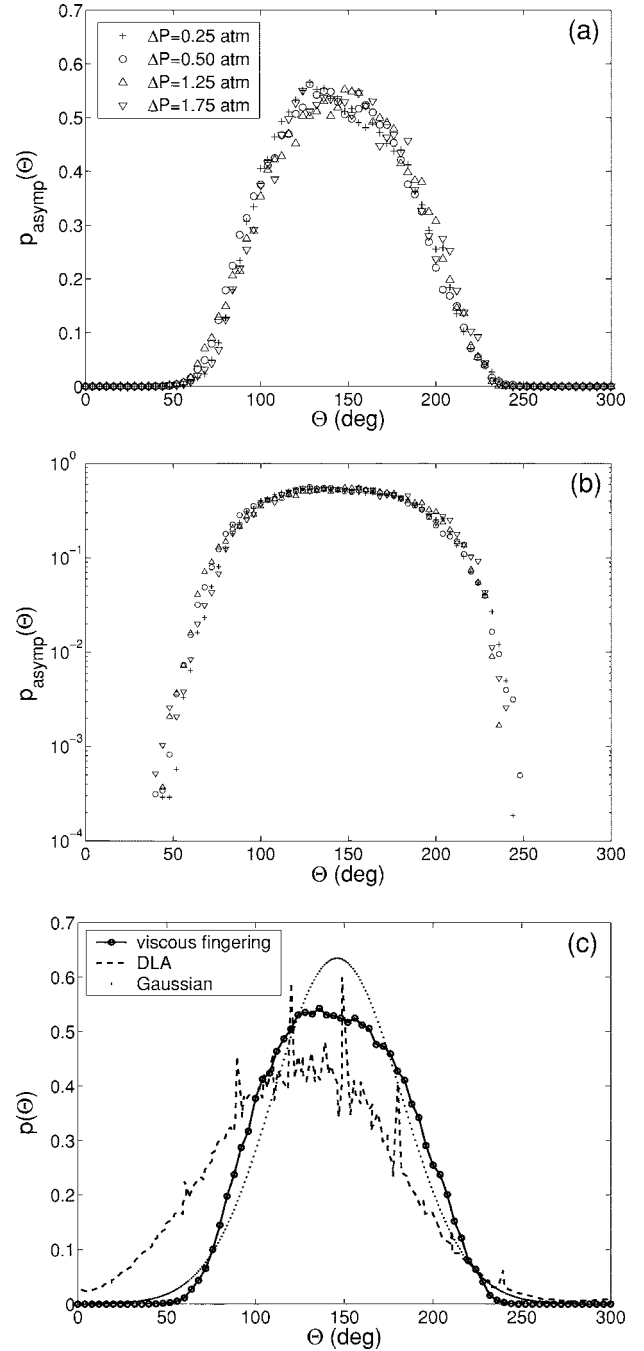 0.7
(a)
+ ΔP=0.25 atm
○ ΔP=0.50 atm
△ ΔP=1.25 atm
▽ ΔP=1.75 atm
0.6
0.5
0.4
0.3
0.2
0.1
0
p_asymp(Θ)
0 50 100 150 200 250 300
Θ (deg)
(b)
10^0
10^-1
10^-2
10^-3
10^-4
p_asymp(Θ)
0 50 100 150 200 250 300
Θ (deg)
0.7
(c)
viscous fingering
DLA
Gaussian
0.6
0.5
0.4
0.3
0.2
0.1
0
p(Θ)
0 50 100 150 200 250 300
Θ (deg)